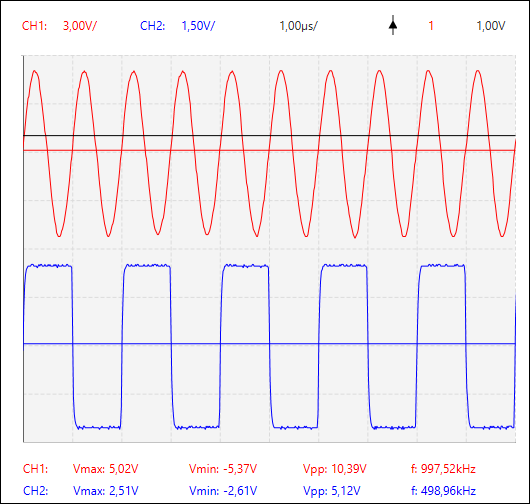 CH1: 3,00V/ CH2: 1,50V/ 1,00µs/ 1 1,00V
CH1: Vmax: 5,02V Vmin: -5,37V Vpp: 10,39V f: 997,52kHz
CH2: Vmax: 2,51V Vmin: -2,61V Vpp: 5,12V f: 498,96kHz